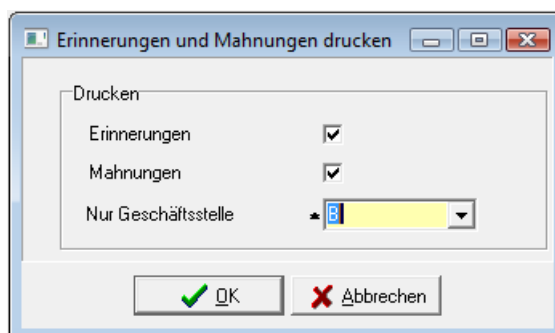 Erinnerungen und Mahnungen drucken
Drucken
Erinnerungen
Mahnungen
Nur Geschäftsstelle B
OK Abbrechen